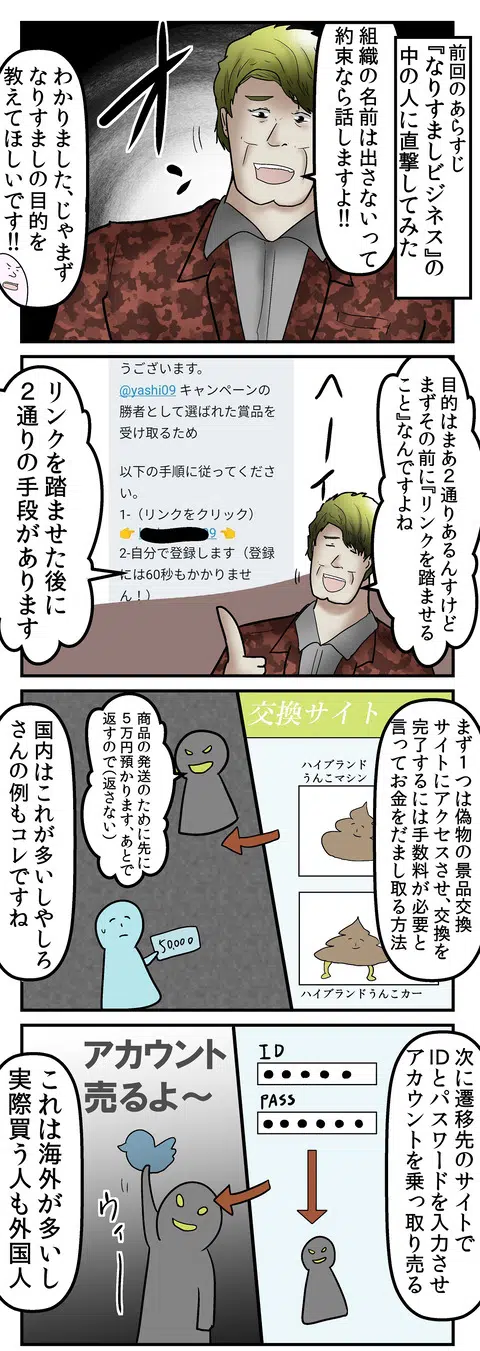 前回のあらすじ
『なりすましビジネス』の
中の人に直撃してみた
組織の名前は出さないって
約束なら話しますよ!!
わかりました、じゃまず
なりすましの目的を
教えてほしいです!!
目的はまあ2通りあるんすけど
まずその前に『リンクを踏ませる
こと』なんですよね
へーイ
うございます。
@yashi09 キャンペーンの
勝者として選ばれた賞品を
受け取るため
以下の手順に従ってくださ
い。
1-（リンクをクリック）
👉 09 👈
2-自分で登録します（登録
には60秒もかかりませ
ん！）
リンクを踏ませた後に
2通りの手段があります
まず1つは偽物の景品交換
サイトにアクセスさせ、交換を
完了するには手数料が必要と
言ってお金をだまし取る方法
交換サイト
ハイブランド
うんこマシン
ハイブランドうんこカー
商品の発送のために先に
5万円預かります、あとで
返すので(返さない)
50,000
国内はこれが多いしやしろ
さんの例もコレですね
次に遷移先のサイトで
IDとパスワードを入力させ
アカウントを乗っ取り売る
ID
●●●●●
PASS
●●●●●●
アカウント
売るよ～
ウィー
これは海外が多いし
実際買う人も外国人